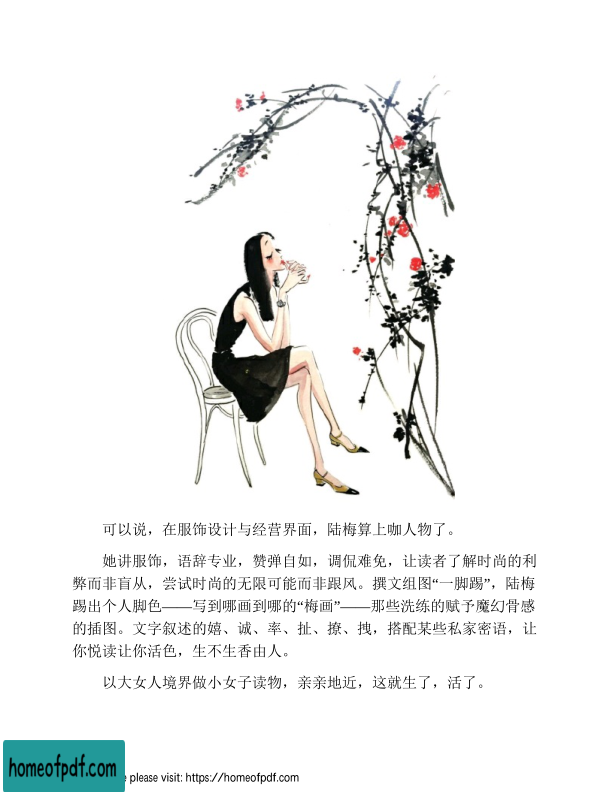 可以说，在服饰设计与经营界面，陆梅算上咖人物了。
她讲服饰，语辞专业，赞弹自如，调侃难免，让读者了解时尚的利
弊而非盲从，尝试时尚的无限可能而非跟风。撰文组图“一脚踢”，陆梅
踢出个人脚色——写到哪画到哪的“梅画”——那些洗练的赋予魔幻骨感
的插图。文字叙述的嬉、诚、率、扯、撩、拽，搭配某些私家密语，让
你悦读让你活色，生不生香由人。
以大女人境界做小女子读物，亲亲地近，这就生了，活了。
homeofpdf.com
e please visit: https://homeofpdf.com